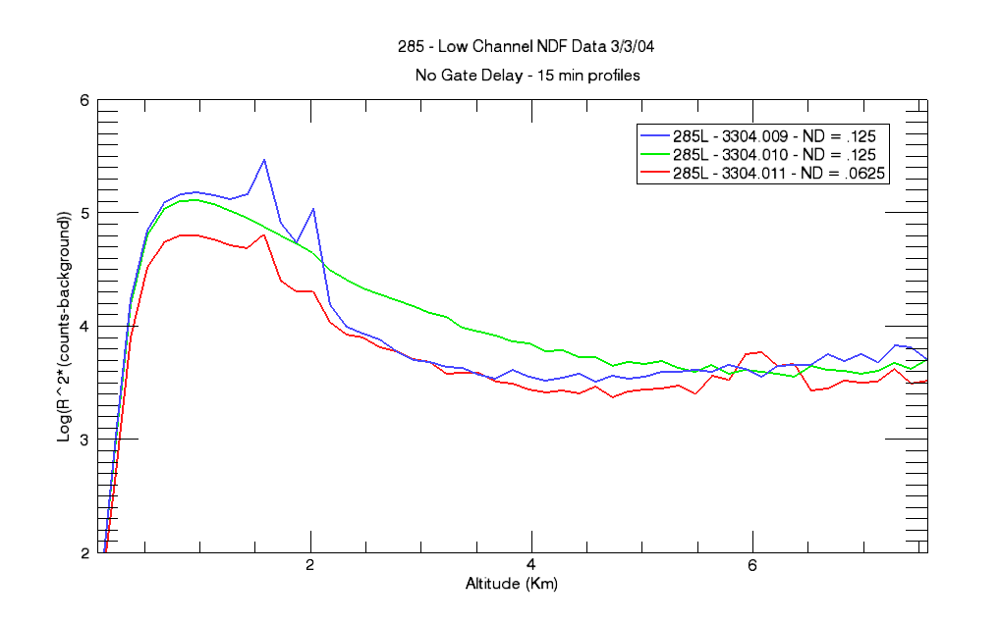 285 - Low Channel NDF Data 3/3/04
No Gate Delay - 15 min profiles
285L - 3304.009 - ND = .125
285L - 3304.010 - ND = .125
285L - 3304.011 - ND = .0625
Log(R^2*(counts-background))
6
5
4
3
2
2 4 6
Altitude (Km)